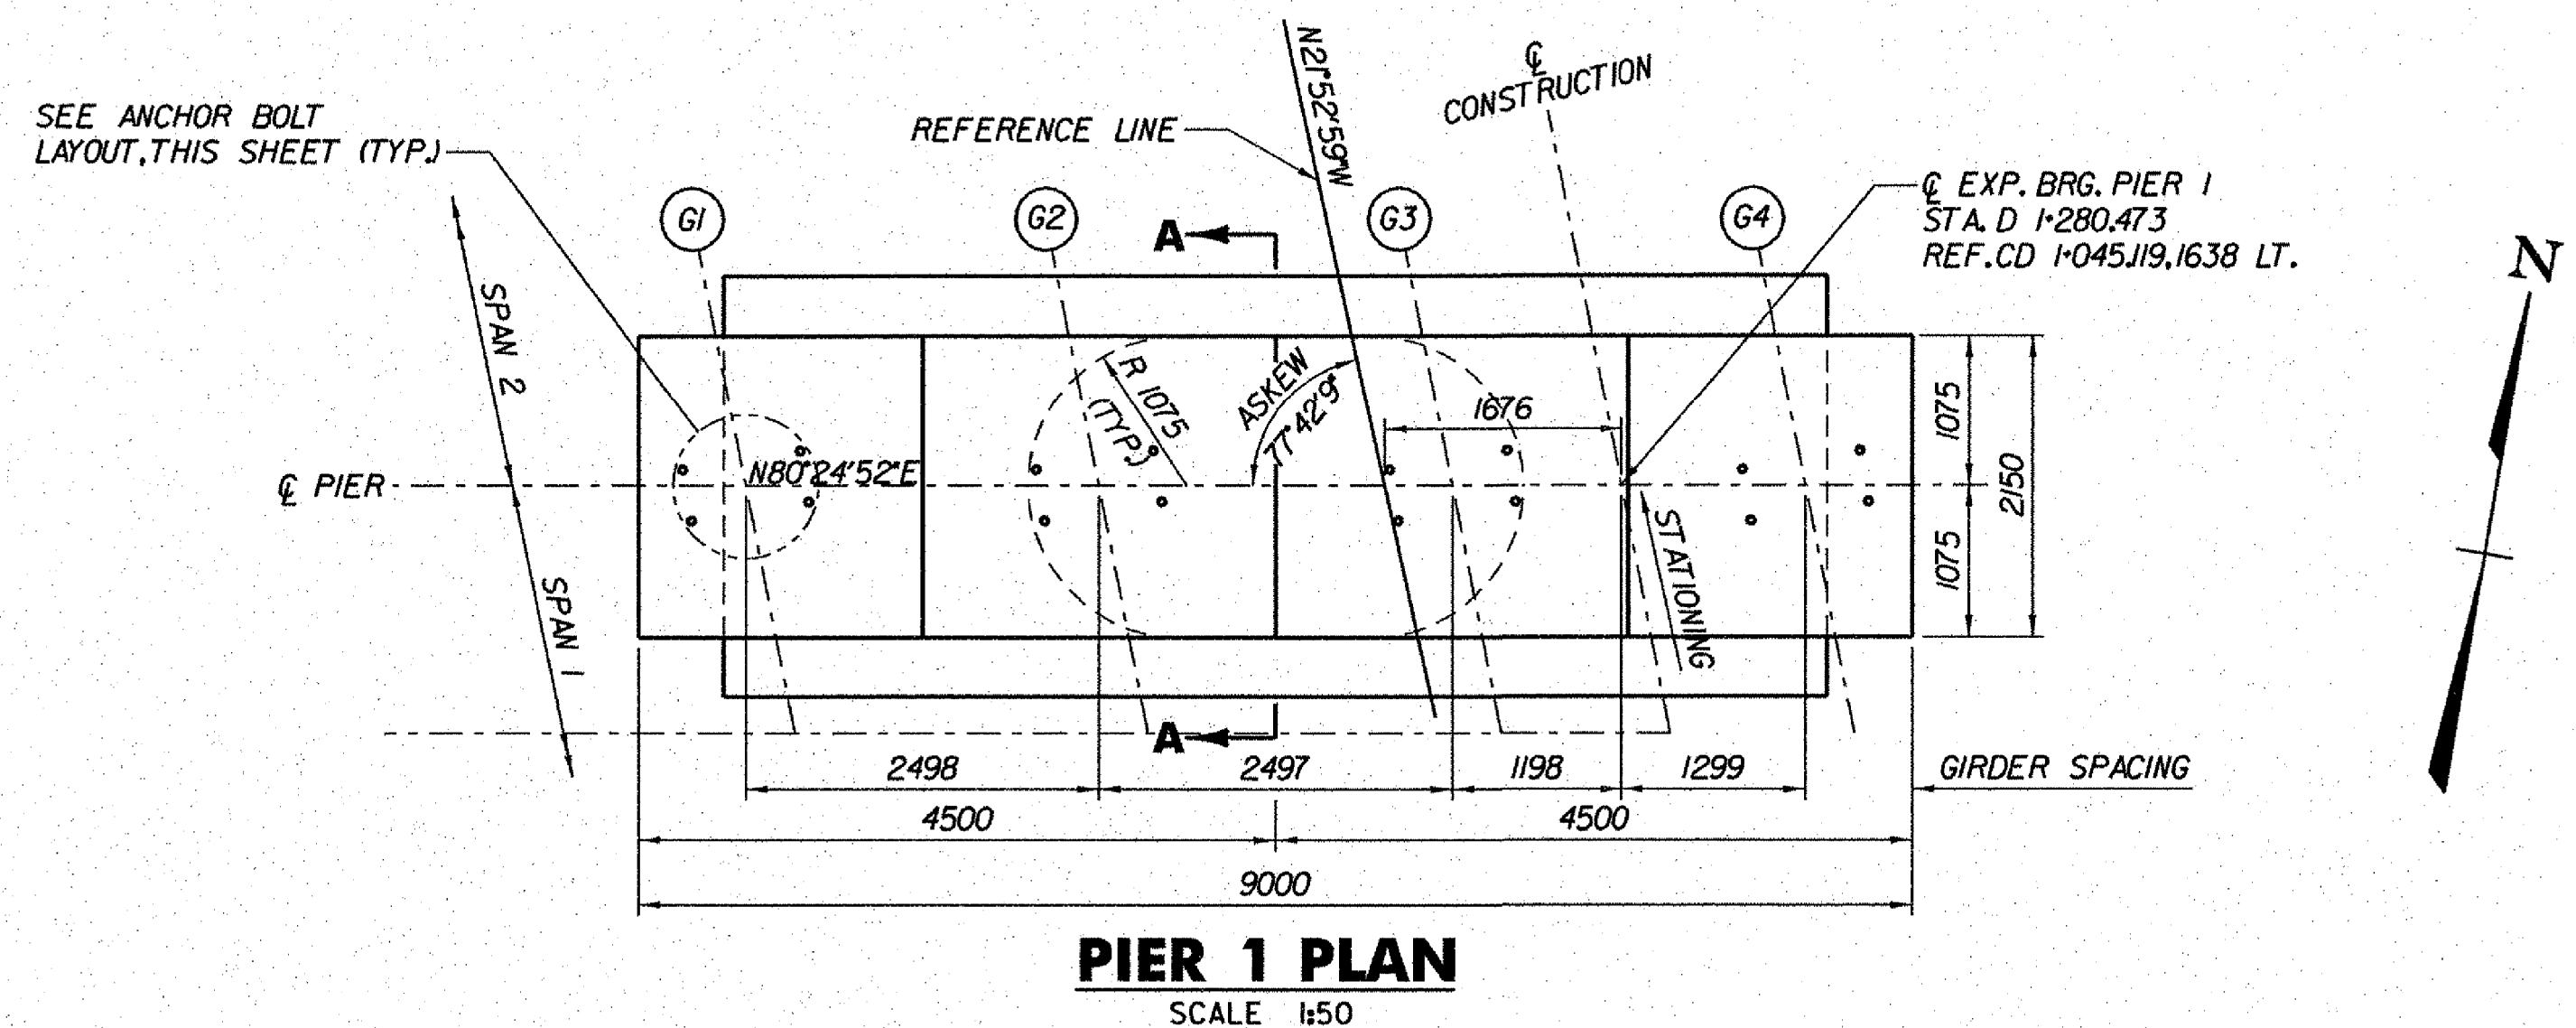 SEE ANCHOR BOLT
LAYOUT, THIS SHEET (TYP.)
REFERENCE LINE
N21°52'59"W
℄
CONSTRUCTION
℄ EXP. BRG. PIER 1
STA. D 1+280.473
REF. CD 1+045.119,1638 LT.
N
G1
G2
G3
G4
A
SPAN 2
SPAN 1
R 1075
(TYP.)
ASKEW
77°42'9"
1676
℄ PIER
N80°24'52"E
STATIONING
1075
1075
2150
A
2498
2497
1198
1299
GIRDER SPACING
4500
4500
9000
PIER 1 PLAN
SCALE 1:50